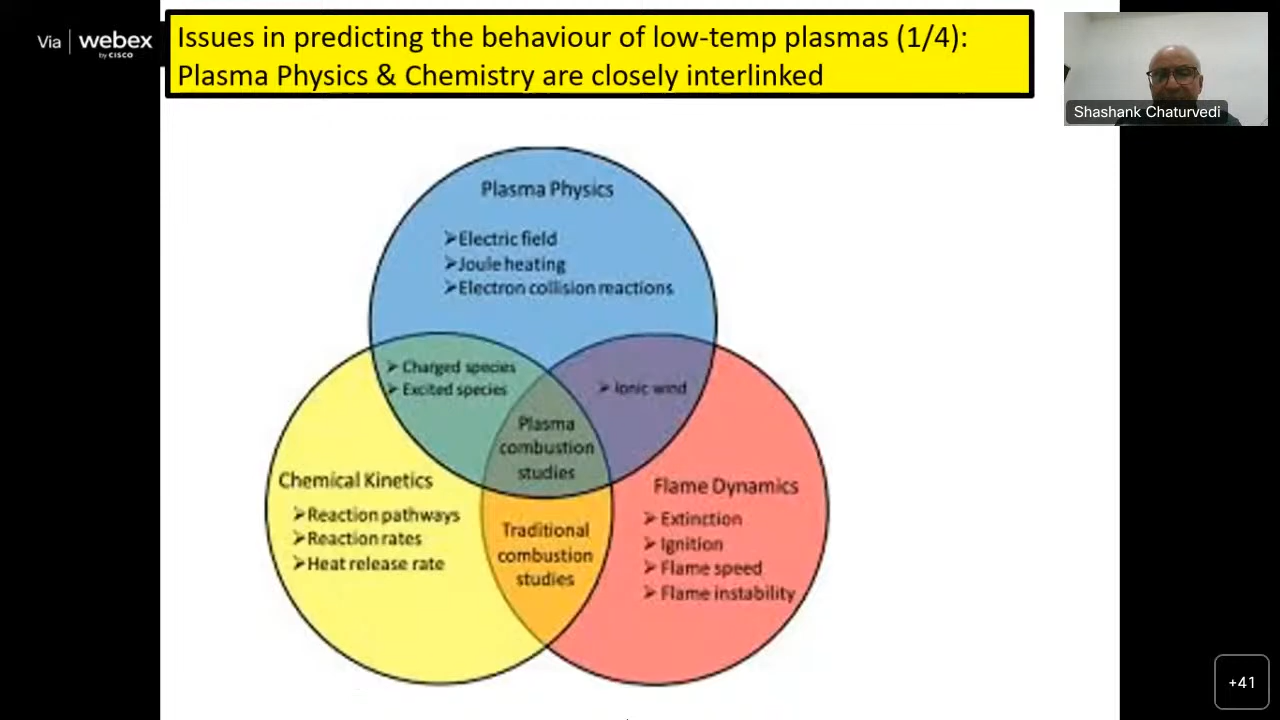 Via webex
by CISCO
Issues in predicting the behaviour of low-temp plasmas (1/4):
Plasma Physics & Chemistry are closely interlinked
Shashank Chaturvedi
Plasma Physics
➢Electric field
➢Joule heating
➢Electron collision reactions
➢ Charged species
➢ Excited species
➢ Ionic wind
Plasma
combustion
studies
Chemical Kinetics
➢Reaction pathways
➢Reaction rates
➢Heat release rate
Traditional
combustion
studies
Flame Dynamics
➢ Extinction
➢ Ignition
➢ Flame speed
➢ Flame instability
+41